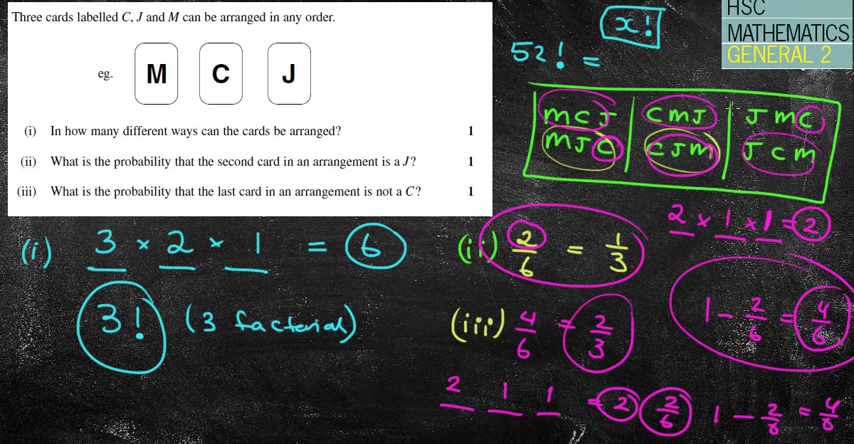 Three cards labelled C, J and M can be arranged in any order.
eg. M C J
(i) In how many different ways can the cards be arranged? 1
(ii) What is the probability that the second card in an arrangement is a J? 1
(iii) What is the probability that the last card in an arrangement is not a C? 1
x!
52! =
HSC
MATHEMATICS
GENERAL 2
MCJ | CMJ | JMC
MJC | CJM | JCM
(i) 3 × 2 × 1 = 6
3! (3 factorial)
(ii) 2/6 = 1/3
2 × 1 × 1 = 2
(iii) 4/6 = 2/3
1 - 2/6 = 4/6
2 1 1 = 2 2/6 1 - 2/6 = 4/6